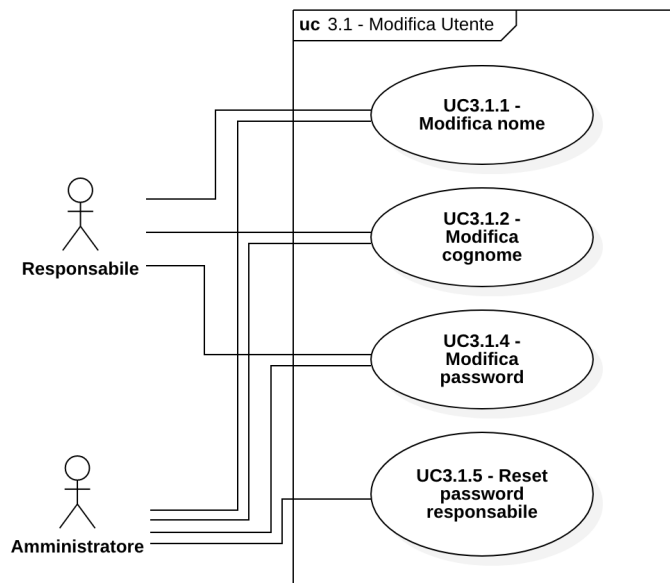 uc 3.1 - Modifica Utente
UC3.1.1 -
Modifica nome
UC3.1.2 -
Modifica
cognome
Responsabile
UC3.1.4 -
Modifica
password
UC3.1.5 - Reset
password
responsabile
Amministratore